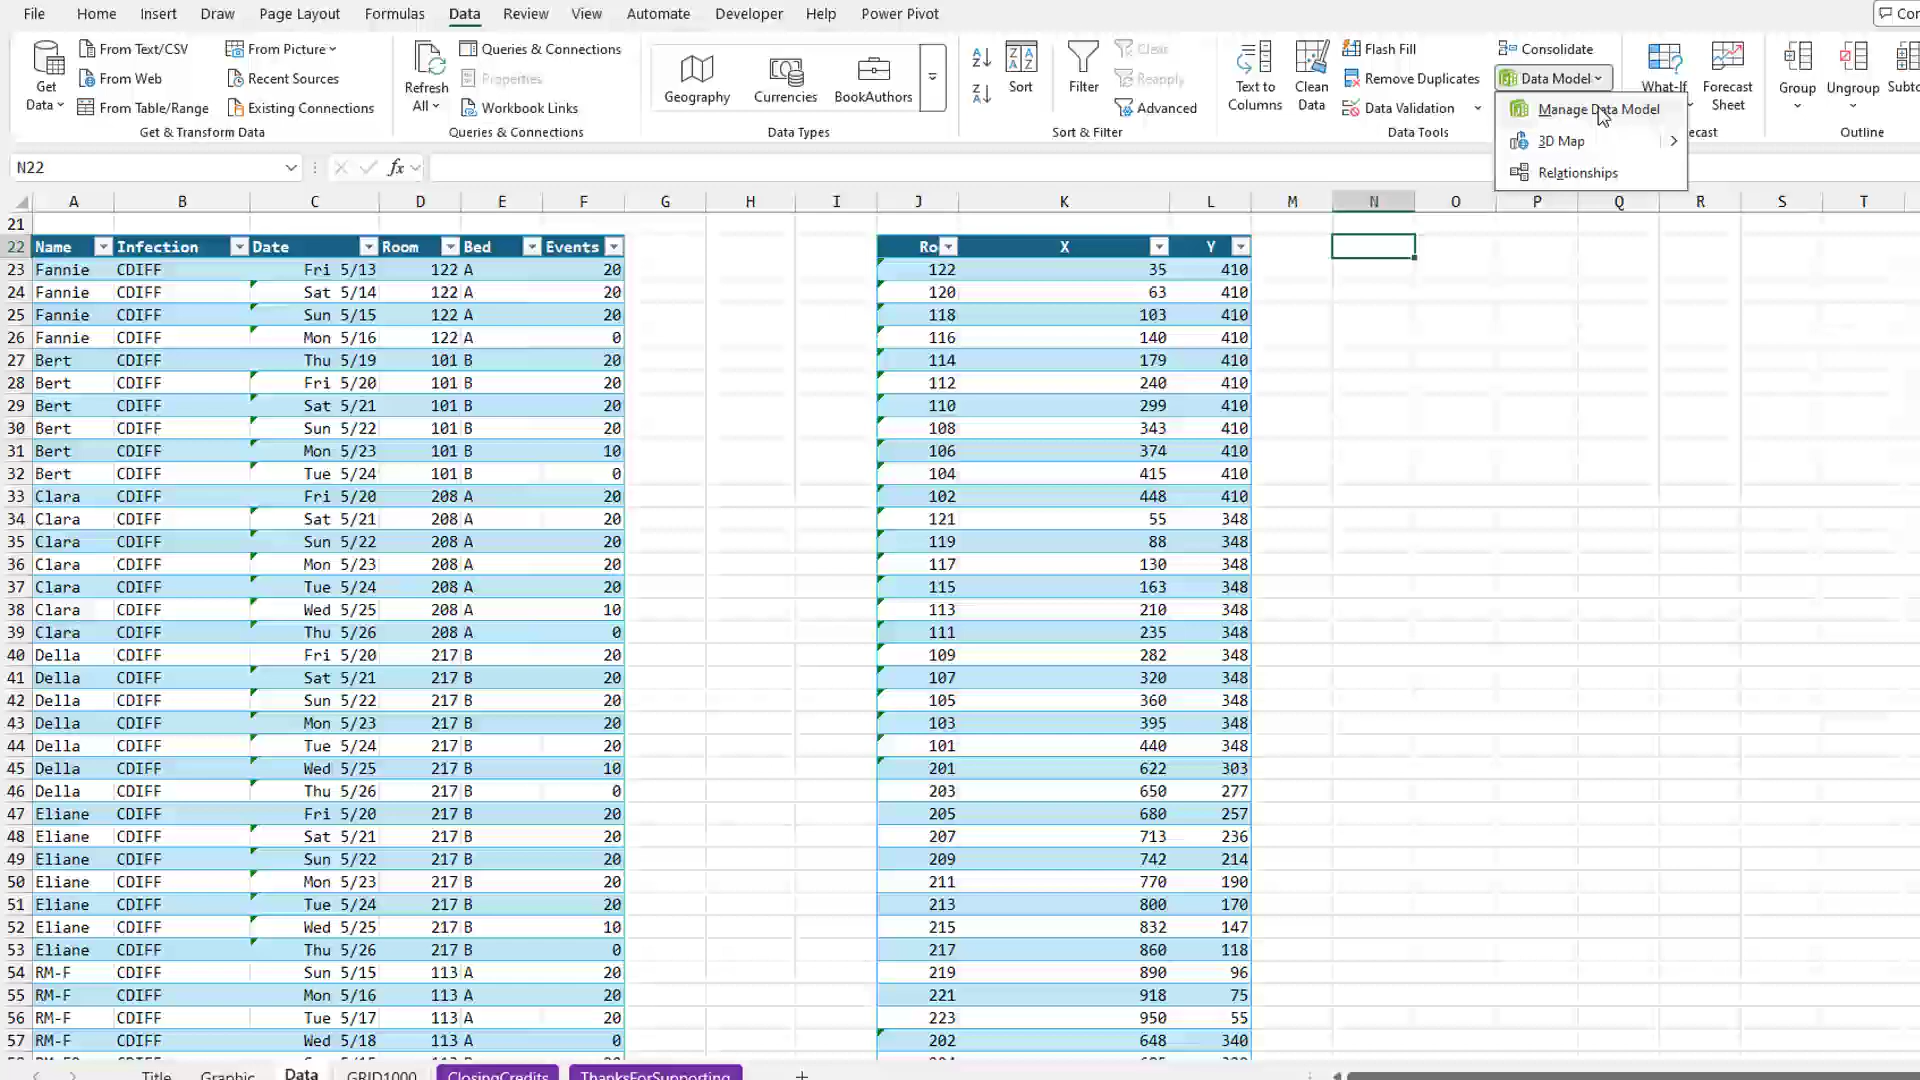 File Home Insert Draw Page Layout Formulas Data Review View Automate Developer Help Power Pivot
Get Data From Text/CSV From Web From Table/Range From Picture Recent Sources Existing Connections
Get & Transform Data
Refresh All Queries & Connections Properties Workbook Links
Queries & Connections
Geography Currencies BookAuthors
Data Types
Sort Filter Clear Reapply Advanced
Sort & Filter
Text to Columns Clean Data Flash Fill Remove Duplicates Data Validation Consolidate Data Model
Data Tools
What-If Forecast Sheet
Group Ungroup
Outline
Manage Data Model
3D Map
Relationships
N22 fx
A B C D E F G H I J K L M N O P Q R S T
21
22 Name Infection Date Room Bed Events Ro X Y
23 Fannie CDIFF Fri 5/13 122 A 20 122 35 410
24 Fannie CDIFF Sat 5/14 122 A 20 120 63 410
25 Fannie CDIFF Sun 5/15 122 A 20 118 103 410
26 Fannie CDIFF Mon 5/16 122 A 0 116 140 410
27 Bert CDIFF Thu 5/19 101 B 20 114 179 410
28 Bert CDIFF Fri 5/20 101 B 20 112 240 410
29 Bert CDIFF Sat 5/21 101 B 20 110 299 410
30 Bert CDIFF Sun 5/22 101 B 20 108 343 410
31 Bert CDIFF Mon 5/23 101 B 10 106 374 410
32 Bert CDIFF Tue 5/24 101 B 0 104 415 410
33 Clara CDIFF Fri 5/20 208 A 20 102 448 410
34 Clara CDIFF Sat 5/21 208 A 20 121 55 348
35 Clara CDIFF Sun 5/22 208 A 20 119 88 348
36 Clara CDIFF Mon 5/23 208 A 20 117 130 348
37 Clara CDIFF Tue 5/24 208 A 20 115 163 348
38 Clara CDIFF Wed 5/25 208 A 10 113 210 348
39 Clara CDIFF Thu 5/26 208 A 0 111 235 348
40 Della CDIFF Fri 5/20 217 B 20 109 282 348
41 Della CDIFF Sat 5/21 217 B 20 107 320 348
42 Della CDIFF Sun 5/22 217 B 20 105 360 348
43 Della CDIFF Mon 5/23 217 B 20 103 395 348
44 Della CDIFF Tue 5/24 217 B 20 101 440 348
45 Della CDIFF Wed 5/25 217 B 10 201 622 303
46 Della CDIFF Thu 5/26 217 B 0 203 650 277
47 Eliane CDIFF Fri 5/20 217 B 20 205 680 257
48 Eliane CDIFF Sat 5/21 217 B 20 207 713 236
49 Eliane CDIFF Sun 5/22 217 B 20 209 742 214
50 Eliane CDIFF Mon 5/23 217 B 20 211 770 190
51 Eliane CDIFF Tue 5/24 217 B 20 213 800 170
52 Eliane CDIFF Wed 5/25 217 B 10 215 832 147
53 Eliane CDIFF Thu 5/26 217 B 0 217 860 118
54 RM-F CDIFF Sun 5/15 113 A 20 219 890 96
55 RM-F CDIFF Mon 5/16 113 A 20 221 918 75
56 RM-F CDIFF Tue 5/17 113 A 20 223 950 55
57 RM-F CDIFF Wed 5/18 113 A 0 202 648 340
Title Graphic Data GRID1000 ClosingCredits ThanksForSupporting +